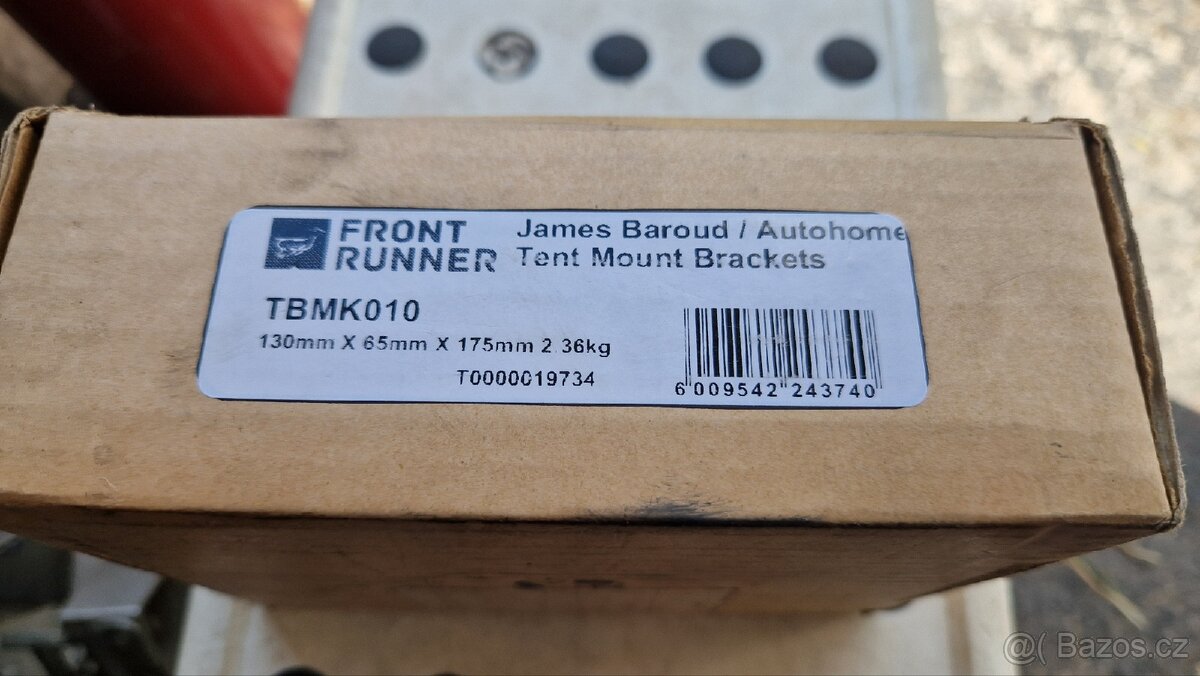 FRONT RUNNER
James Baroud / Autohome
Tent Mount Brackets
TBMK010
130mm X 65mm X 175mm 2.36kg
T0000019734
6 009542 243740
@( Bazos.cz